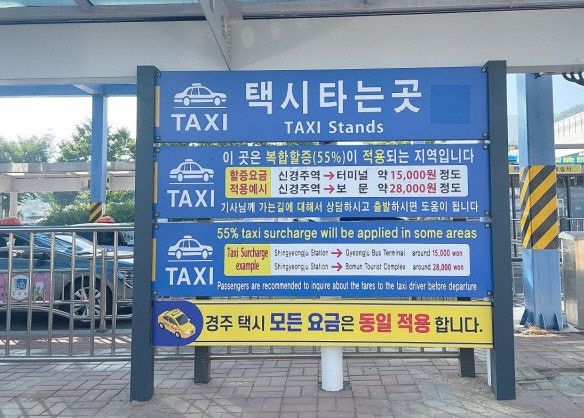 택시타는곳
TAXI
TAXI Stands
이 곳은 복합할증(55%)이 적용되는 지역입니다
할증요금 적용예시
신경주역 → 터미널 약 15,000원 정도
신경주역 → 보 문 약 28,000원 정도
TAXI
기사님께 가는길에 대해서 상담하시고 출발하시면 도움이 됩니다
55% taxi surcharge will be applied in some areas
Taxi Surcharge example
Shingyeongju Station → Gyeongju Bus Terminal around 15,000 won
Shingyeongju Station → Bomun Tourist Complex around 28,000 won
TAXI
Passengers are recommended to inquire about the fares to the taxi driver before departure
경주 택시 모든 요금은 동일 적용 합니다.